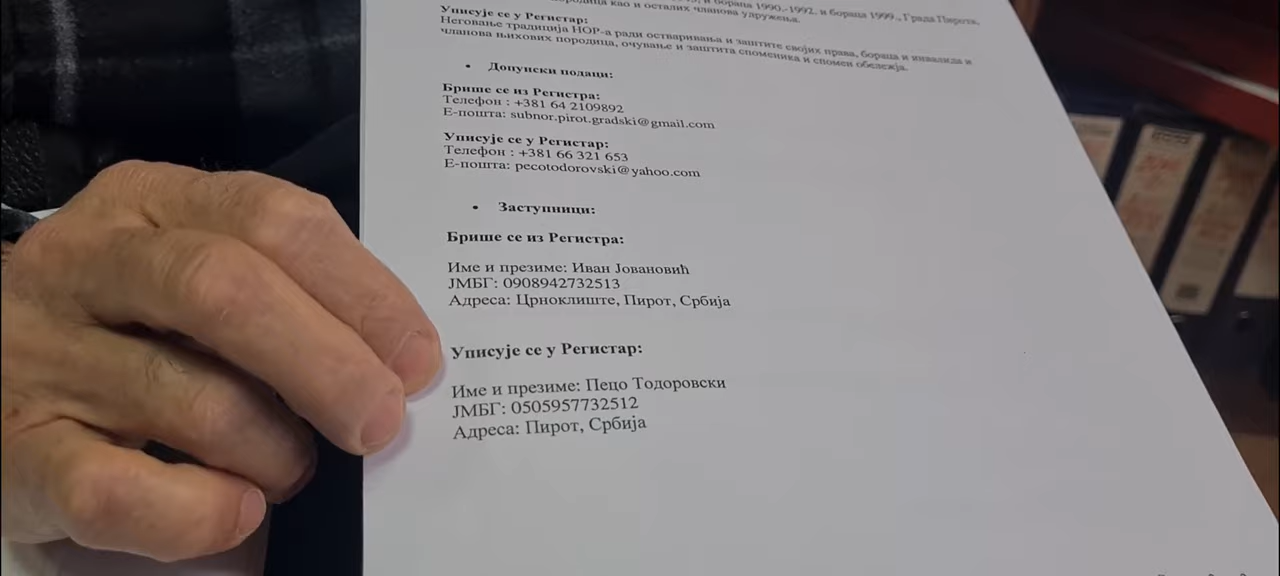 и бораца 1990.-1992. и бораца 1999., Града Пирота,
породица као и осталих чланова удружења.
Уписује се у Регистар:
Неговање традиција НОР-а ради остваривања и заштите својих права, бораца и инвалида и
чланова њихових породица, очување и заштита споменика и спомен обележја.
• Допунски подаци:
Брише се из Регистра:
Телефон : +381 64 2109892
Е-пошта: subnor.pirot.gradski@gmail.com
Уписује се у Регистар:
Телефон : +381 66 321 653
Е-пошта: pecotodorovski@yahoo.com
• Заступници:
Брише се из Регистра:
Име и презиме: Иван Јовановић
ЈМБГ: 0908942732513
Адреса: Црноклиште, Пирот, Србија
Уписује се у Регистар:
Име и презиме: Пецо Тодоровски
ЈМБГ: 0505957732512
Адреса: Пирот, Србија